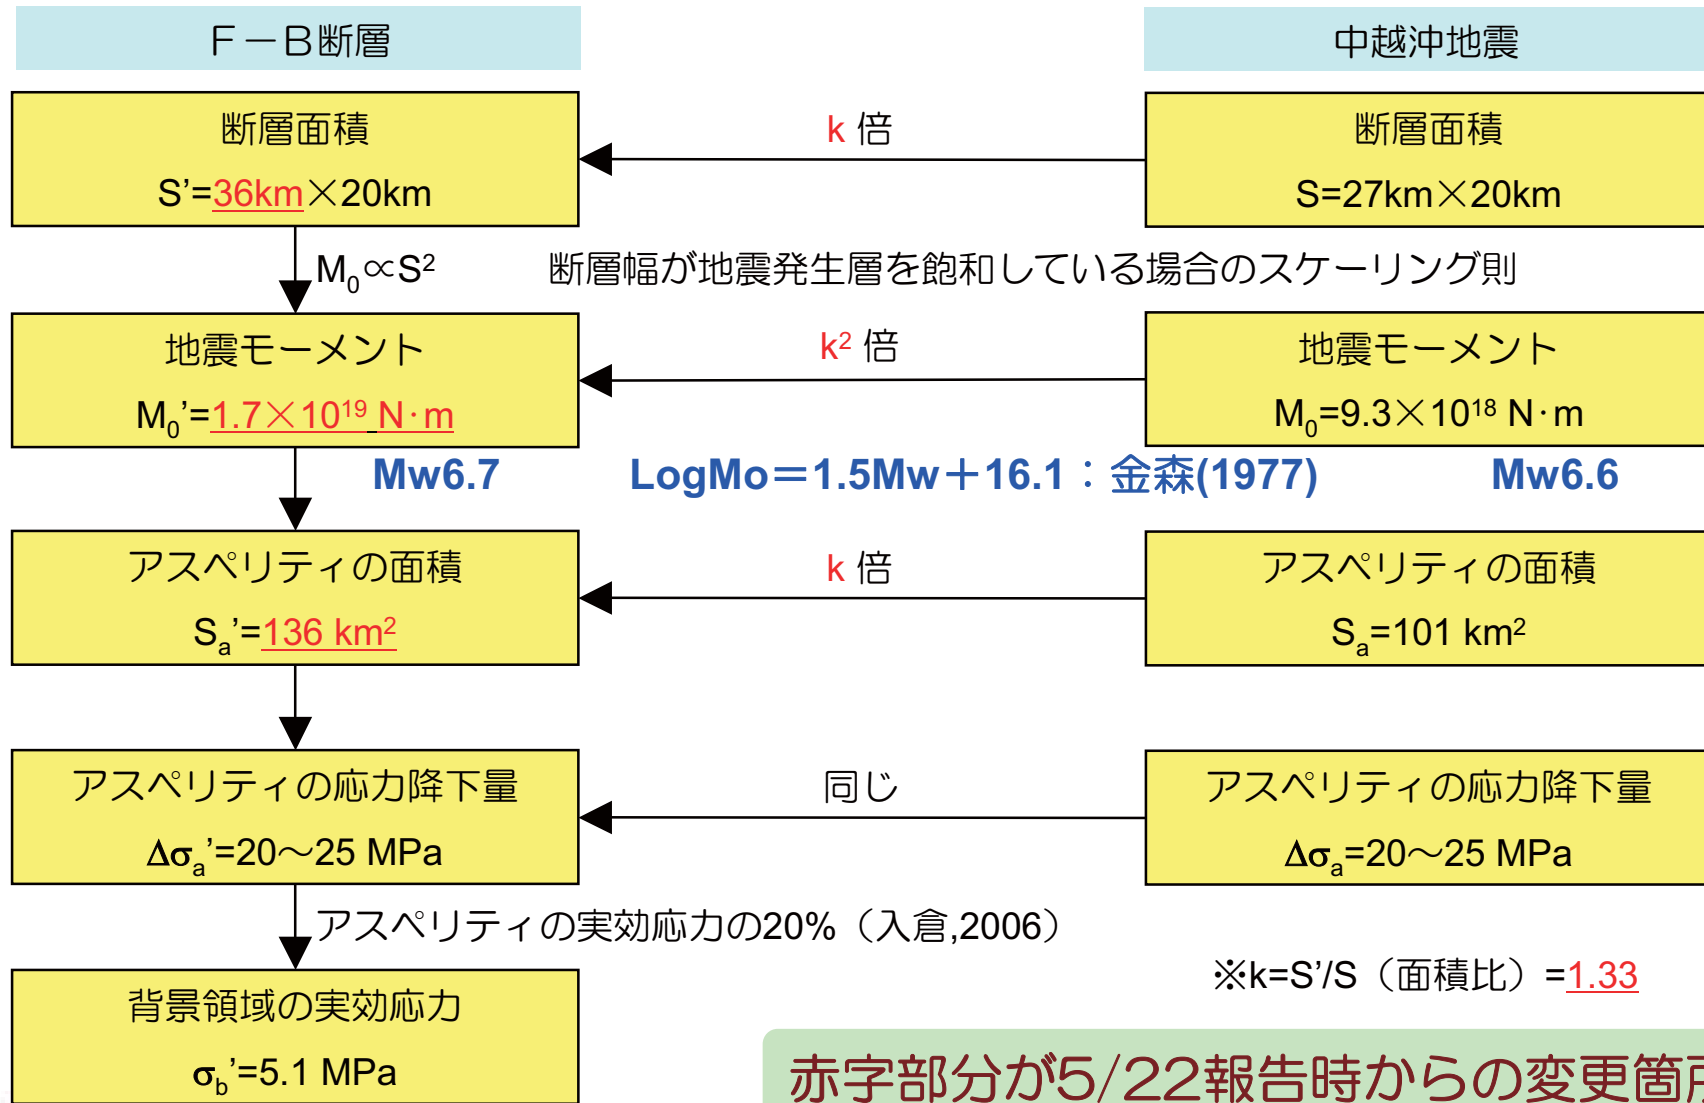 F－B断層
中越沖地震
断層面積
S’=36km×20km
k 倍
断層面積
S=27km×20km
M₀∝S²
断層幅が地震発生層を飽和している場合のスケーリング則
地震モーメント
M₀’=1.7×10¹⁹ N･m
k² 倍
地震モーメント
M₀=9.3×10¹⁸ N･m
Mw6.7
LogMo＝1.5Mw＋16.1：金森(1977)
Mw6.6
アスペリティの面積
Sₐ’=136 km²
k 倍
アスペリティの面積
Sₐ=101 km²
アスペリティの応力降下量
Δσₐ’=20～25 MPa
同じ
アスペリティの応力降下量
Δσₐ=20～25 MPa
アスペリティの実効応力の20%（入倉,2006）
背景領域の実効応力
σb’=5.1 MPa
※k=S’/S（面積比）=1.33
赤字部分が5/22報告時からの変更箇所